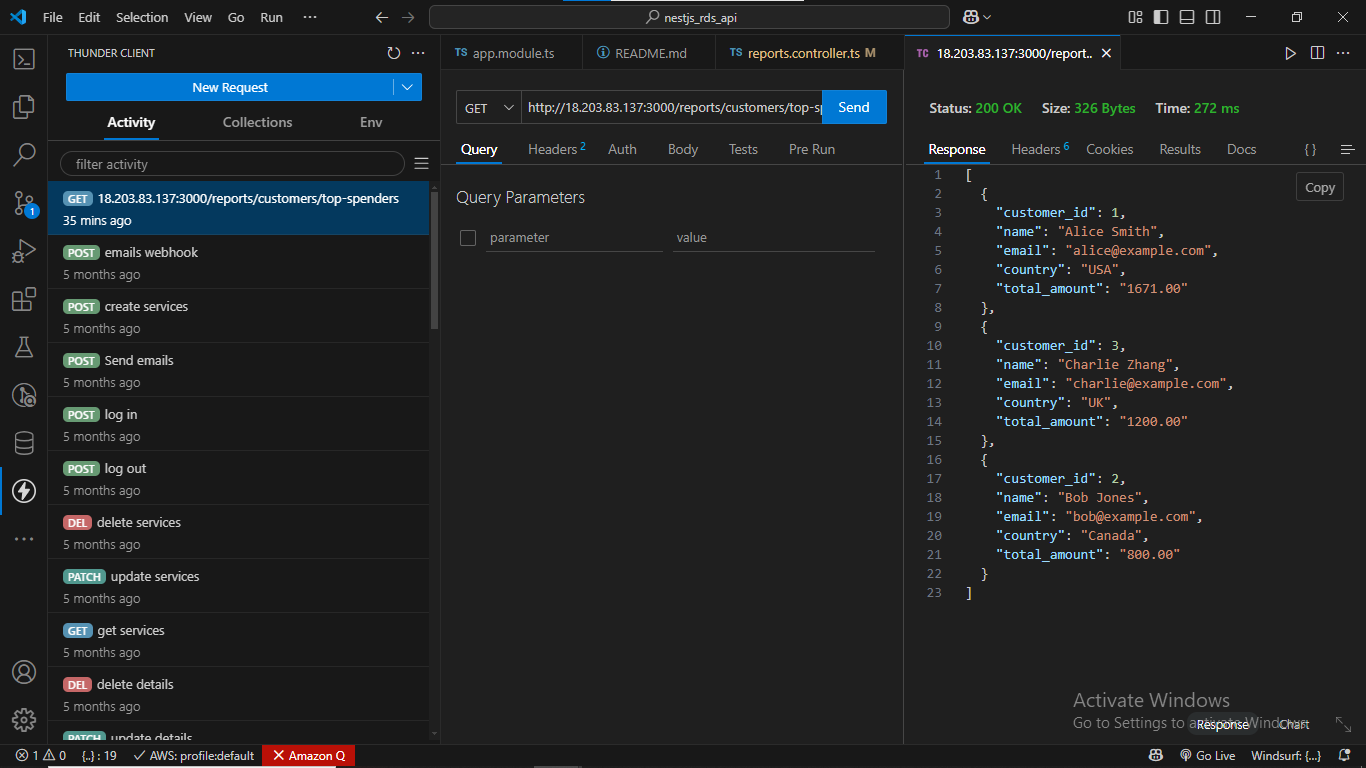 File Edit Selection View Go Run ··· nestjs_rds_api
THUNDER CLIENT
New Request
Activity Collections Env
filter activity
GET 18.203.83.137:3000/reports/customers/top-spenders
35 mins ago
POST emails webhook
5 months ago
POST create services
5 months ago
POST Send emails
5 months ago
POST log in
5 months ago
POST log out
5 months ago
DEL delete services
5 months ago
PATCH update services
5 months ago
GET get services
5 months ago
DEL delete details
5 months ago
PATCH update details
1
TS app.module.ts README.md TS reports.controller.ts M TC 18.203.83.137:3000/report..
GET http://18.203.83.137:3000/reports/customers/top-sp Send
Query Headers 2 Auth Body Tests Pre Run
Query Parameters
parameter value
Status: 200 OK Size: 326 Bytes Time: 272 ms
Response Headers 6 Cookies Results Docs { }
Copy
1 [
2 {
3 "customer_id": 1,
4 "name": "Alice Smith",
5 "email": "alice@example.com",
6 "country": "USA",
7 "total_amount": "1671.00"
8 },
9 {
10 "customer_id": 3,
11 "name": "Charlie Zhang",
12 "email": "charlie@example.com",
13 "country": "UK",
14 "total_amount": "1200.00"
15 },
16 {
17 "customer_id": 2,
18 "name": "Bob Jones",
19 "email": "bob@example.com",
20 "country": "Canada",
21 "total_amount": "800.00"
22 }
23 ]
Activate Windows
Go to Settings to activate Windows.
Response Chart
1 0 {..} : 19 AWS: profile:default Amazon Q Go Live Windsurf: {...}